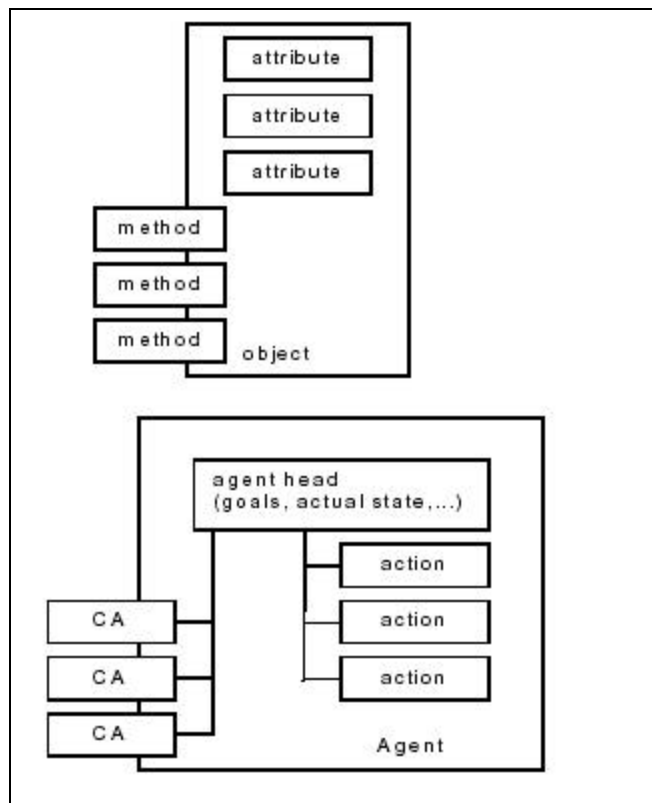 attribute
attribute
attribute
method
method
method
object
agent head
(goals, actual state,...)
action
action
action
CA
CA
CA
Agent